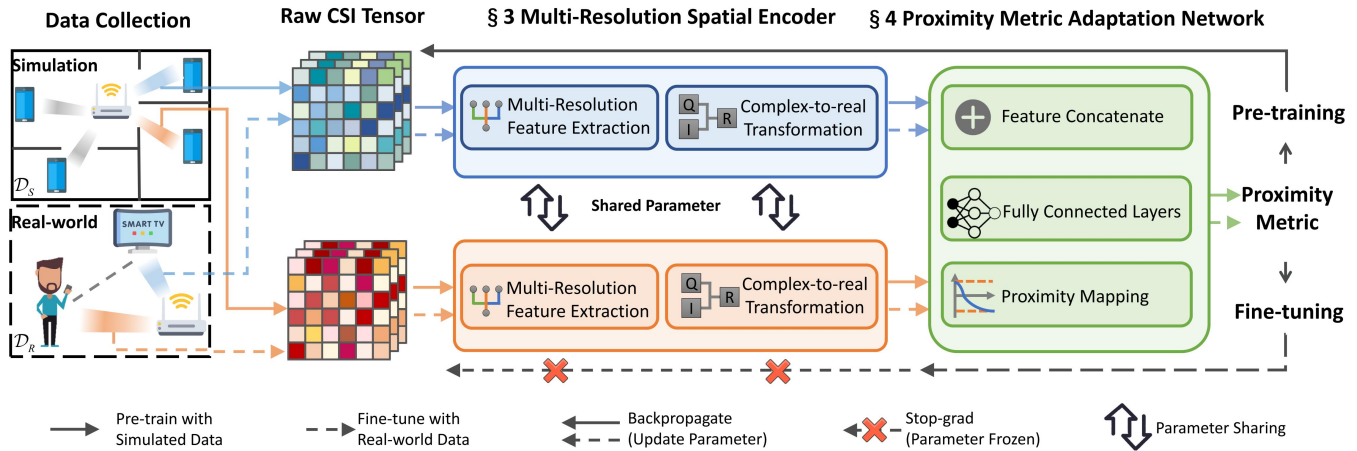 Data Collection
Raw CSI Tensor
§ 3 Multi-Resolution Spatial Encoder
§ 4 Proximity Metric Adaptation Network
Simulation
𝒟S
Real-world
SMART TV
𝒟R
Multi-Resolution
Feature Extraction
Q
I
R
Complex-to-real
Transformation
Shared Parameter
Multi-Resolution
Feature Extraction
Q
I
R
Complex-to-real
Transformation
Feature Concatenate
Fully Connected Layers
Proximity Mapping
Pre-training
Proximity
Metric
Fine-tuning
Pre-train with
Simulated Data
Fine-tune with
Real-world Data
Backpropagate
(Update Parameter)
Stop-grad
(Parameter Frozen)
Parameter Sharing